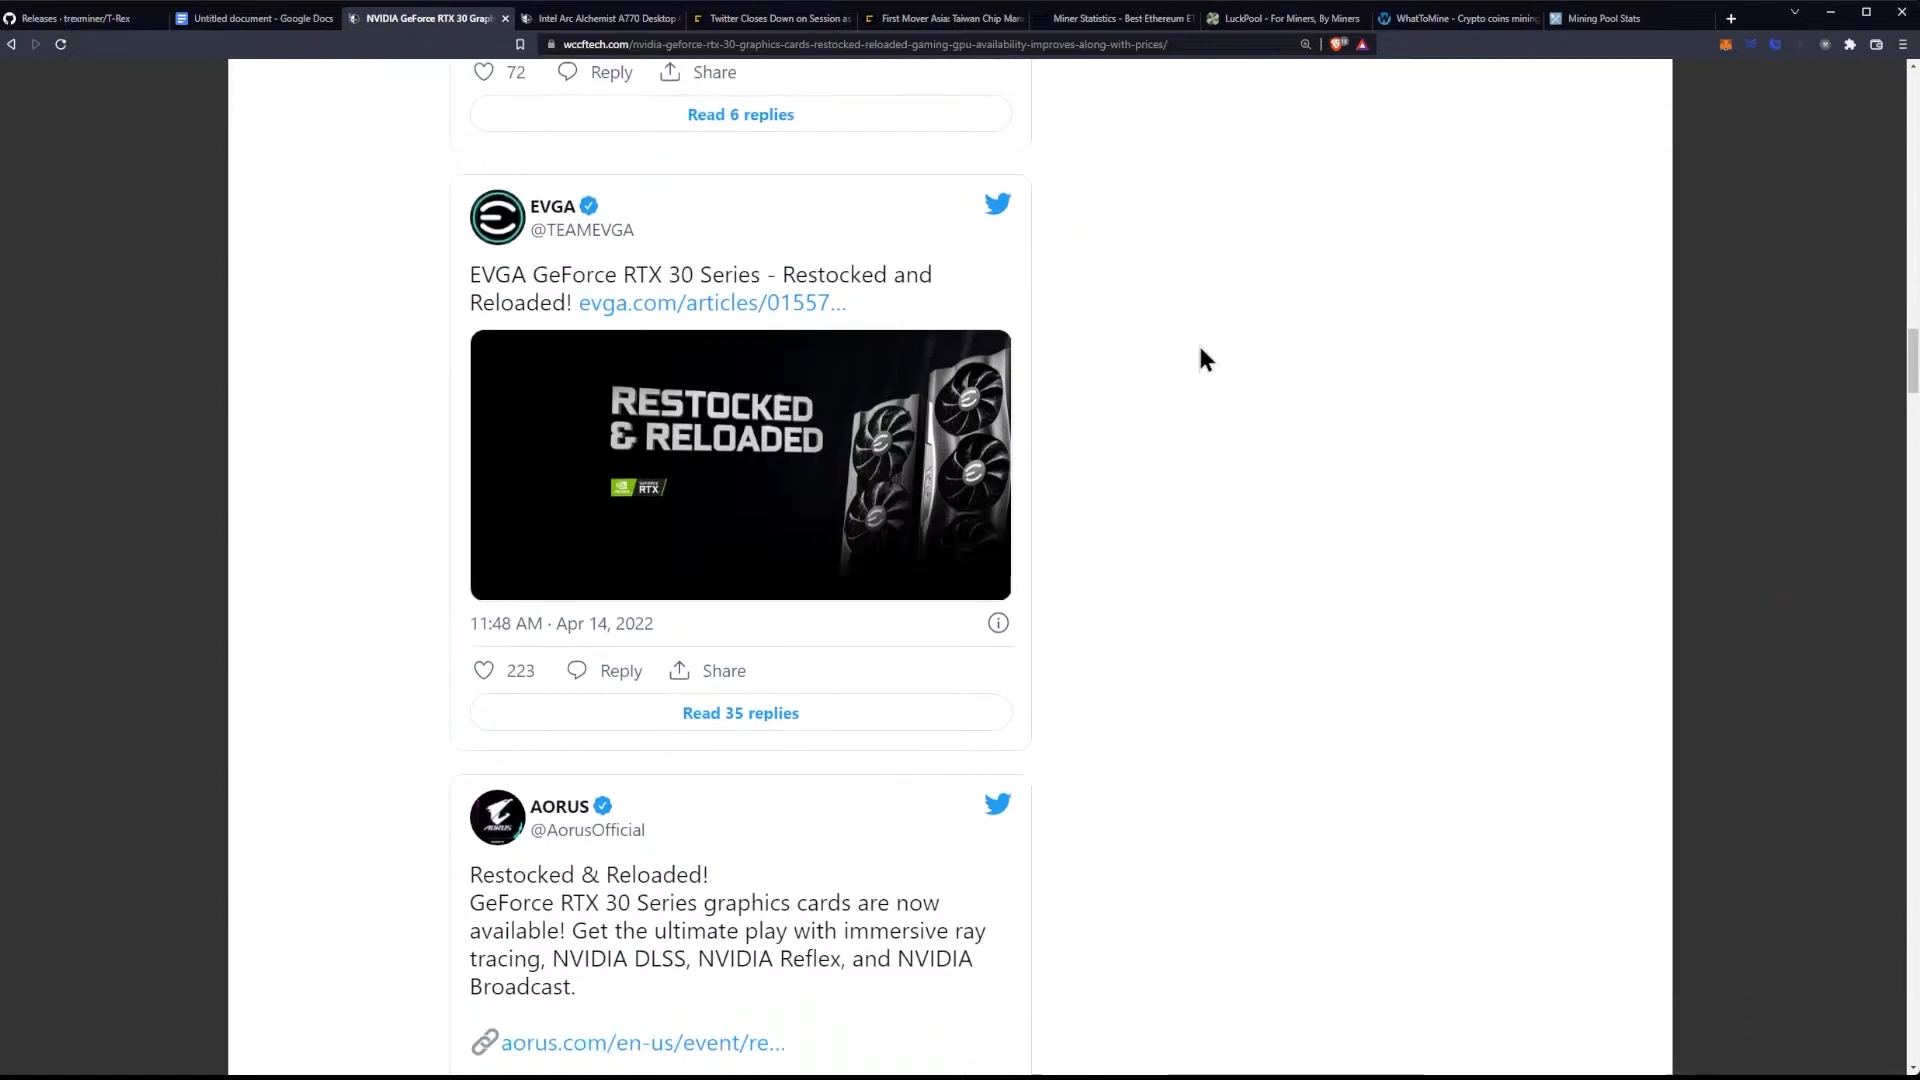 Releases · trexminer/T-Rex
Untitled document - Google Docs
NVIDIA GeForce RTX 30 Graph
Intel Arc Alchemist A770 Desktop
Twitter Closes Down on Session as
First Mover Asia: Taiwan Chip Man
Miner Statistics - Best Ethereum ET
LuckPool - For Miners, By Miners
WhatToMine - Crypto coins mining
Mining Pool Stats
wccftech.com/nvidia-geforce-rtx-30-graphics-cards-restocked-reloaded-gaming-gpu-availability-improves-along-with-prices/
72 Reply Share
Read 6 replies
EVGA
@TEAMEVGA
EVGA GeForce RTX 30 Series - Restocked and
Reloaded! evga.com/articles/01557...
RESTOCKED
& RELOADED
GEFORCE
RTX
11:48 AM · Apr 14, 2022
223 Reply Share
Read 35 replies
AORUS
AORUS
@AorusOfficial
Restocked & Reloaded!
GeForce RTX 30 Series graphics cards are now
available! Get the ultimate play with immersive ray
tracing, NVIDIA DLSS, NVIDIA Reflex, and NVIDIA
Broadcast.
aorus.com/en-us/event/re...